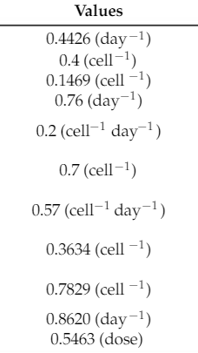 Values
0.4426 (day⁻¹)
0.4 (cell⁻¹)
0.1469 (cell ⁻¹)
0.76 (day⁻¹)
0.2 (cell⁻¹ day⁻¹)
0.7 (cell⁻¹)
0.57 (cell⁻¹ day⁻¹)
0.3634 (cell ⁻¹)
0.7829 (cell ⁻¹)
0.8620 (day⁻¹)
0.5463 (dose)